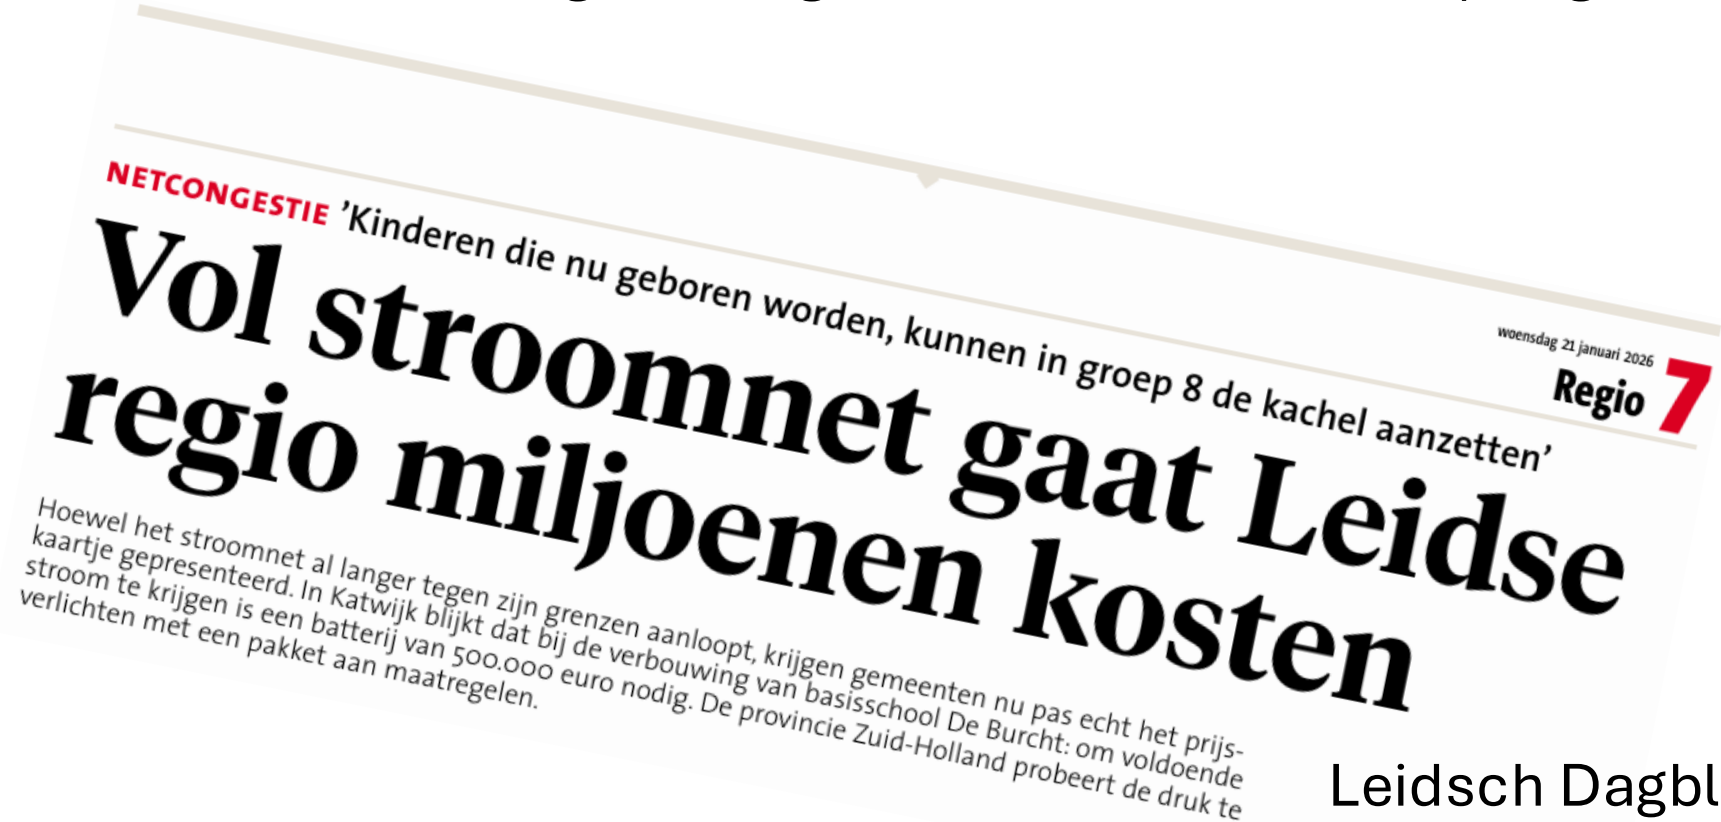 woensdag 21 januari 2026
Regio 7
NETCONGESTIE ’Kinderen die nu geboren worden, kunnen in groep 8 de kachel aanzetten’
Vol stroomnet gaat Leidse
regio miljoenen kosten
Hoewel het stroomnet al langer tegen zijn grenzen aanloopt, krijgen gemeenten nu pas echt het prijs-
kaartje gepresenteerd. In Katwijk blijkt dat bij de verbouwing van basisschool De Burcht: om voldoende
stroom te krijgen is een batterij van 500.000 euro nodig. De provincie Zuid-Holland probeert de druk te
verlichten met een pakket aan maatregelen.
Leidsch Dagbl